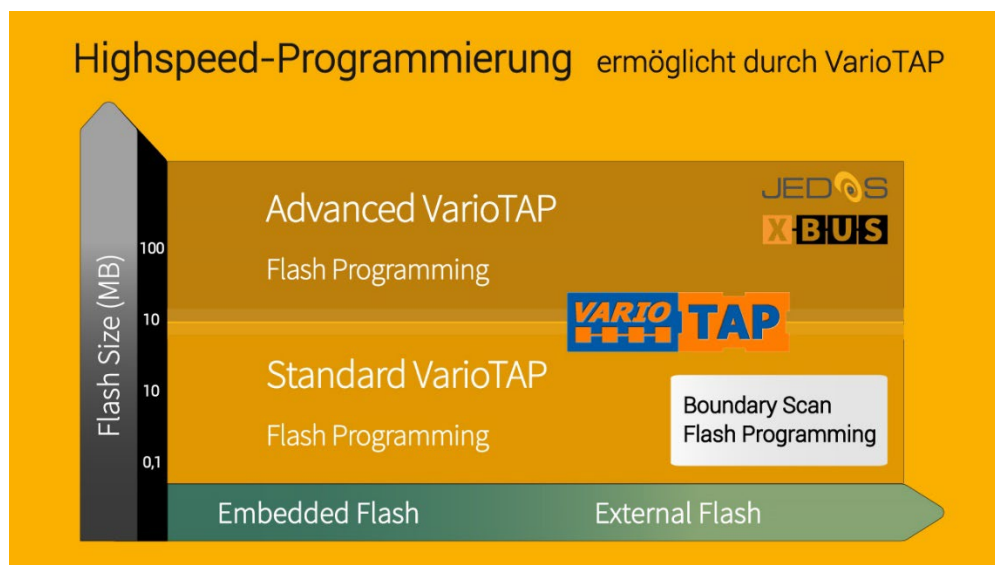 Highspeed-Programmierung ermöglicht durch VarioTAP
Flash Size (MB)
100
10
10
0,1
Advanced VarioTAP
Flash Programming
JEDOS
X-BUS
VARIO TAP
Standard VarioTAP
Flash Programming
Boundary Scan
Flash Programming
Embedded Flash
External Flash